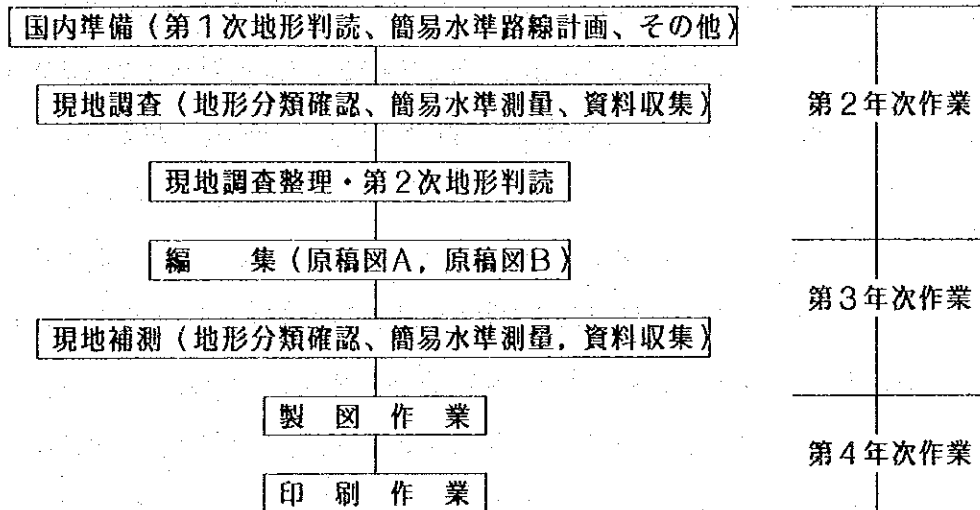 国内準備（第１次地形判読、簡易水準路線計画、その他）
現地調査（地形分類確認、簡易水準測量、資料収集）
第２年次作業
現地調査整理・第２次地形判読
編　　集（原稿図Ａ，原稿図Ｂ）
第３年次作業
現地補測（地形分類確認、簡易水準測量，資料収集）
製　図　作　業
第４年次作業
印　刷　作　業